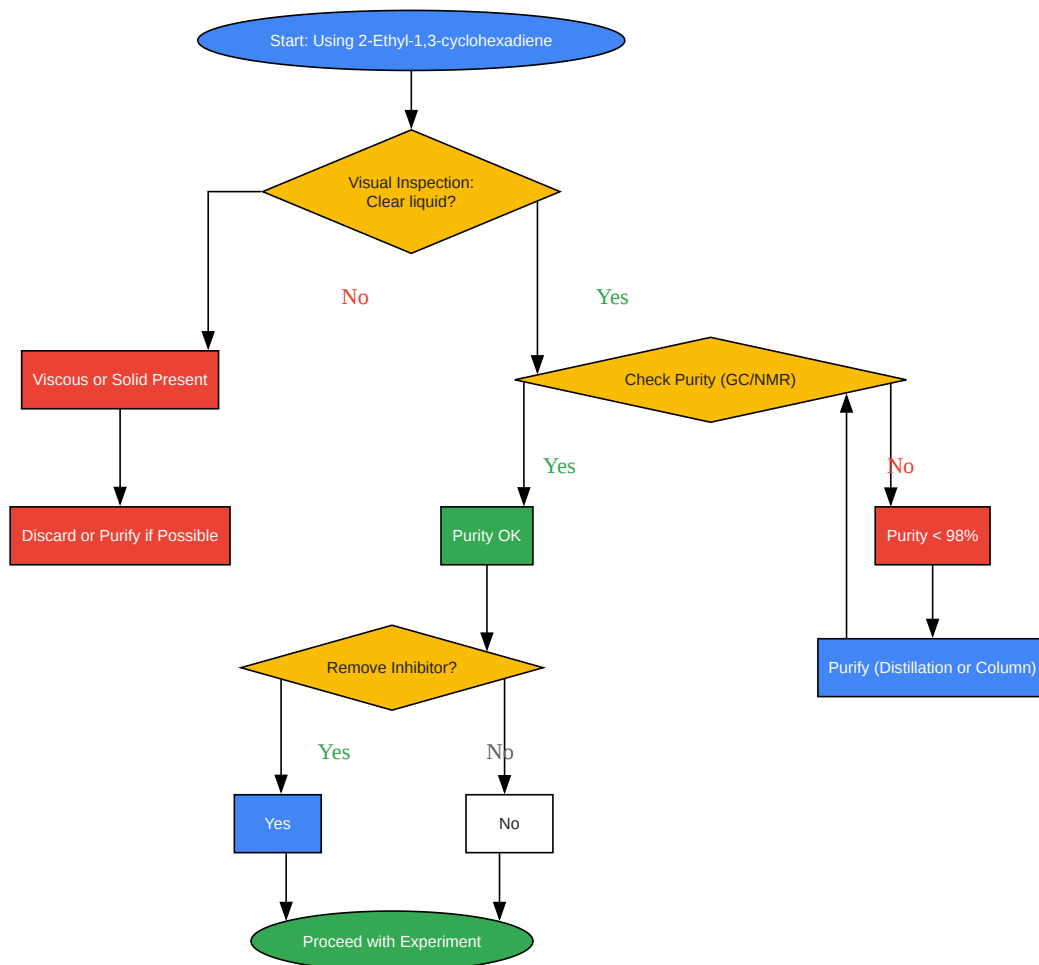 Start: Using 2-Ethyl-1,3-cyclohexadiene
Visual Inspection:
Clear liquid?
No
Yes
Viscous or Solid Present
Check Purity (GC/NMR)
Yes
No
Discard or Purify if Possible
Purity OK
Purity < 98%
Remove Inhibitor?
Purify (Distillation or Column)
Yes
No
Yes
No
Proceed with Experiment